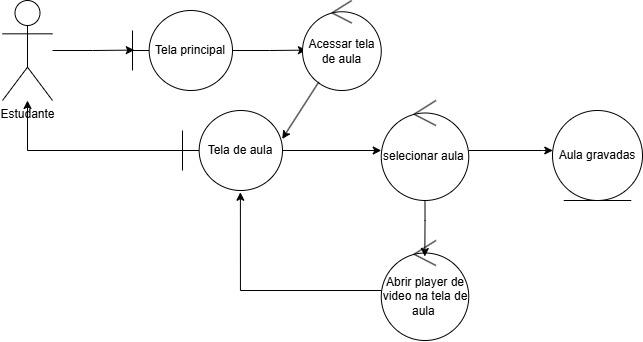 Tela principal
Acessar tela
de aula
Estudante
Tela de aula
selecionar aula
Aula gravadas
Abrir player de
video na tela de
aula